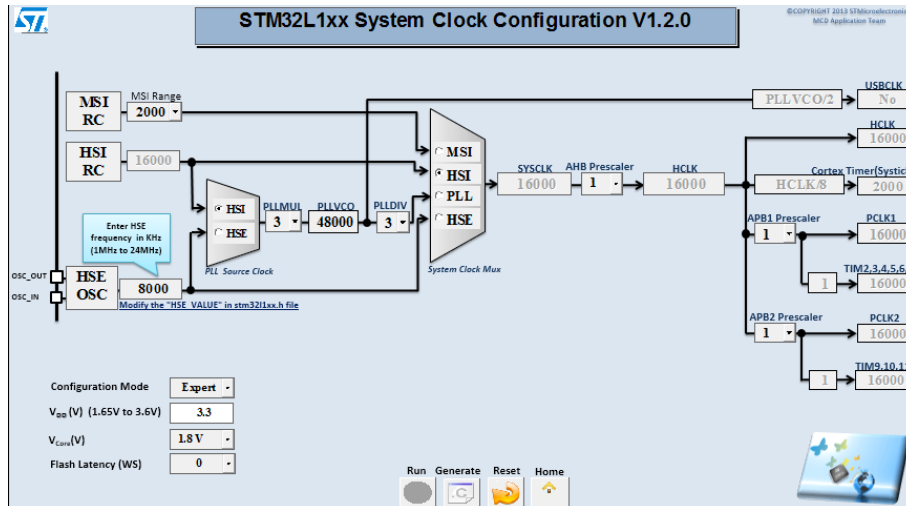 STM32L1xx System Clock Configuration V1.2.0
©COPYRIGHT 2013 STMicroelectronic
MCD Application Team
MSI RC
MSI Range
2000
HSI RC
16000
Enter HSE
frequency in KHz
(1MHz to 24MHz)
OSC_OUT
OSC_IN
HSE OSC
8000
Modify the "HSE_VALUE" in stm32l1xx.h file
HSI
HSE
PLL Source Clock
PLLMUL
3
PLLVCO
48000
PLLDIV
3
MSI
HSI
PLL
HSE
System Clock Mux
SYSCLK
16000
AHB Prescaler
1
HCLK
16000
PLLVCO/2
USBCLK
No
HCLK
16000
HCLK/8
Cortex Timer(Systic
2000
APB1 Prescaler
1
PCLK1
16000
1
TIM2,3,4,5,6,
16000
APB2 Prescaler
1
PCLK2
16000
1
TIM9,10,11
16000
Configuration Mode
Expert
VDD(V) (1.65V to 3.6V)
3.3
VCore(V)
1.8 V
Flash Latency (WS)
0
Run Generate Reset Home
.C